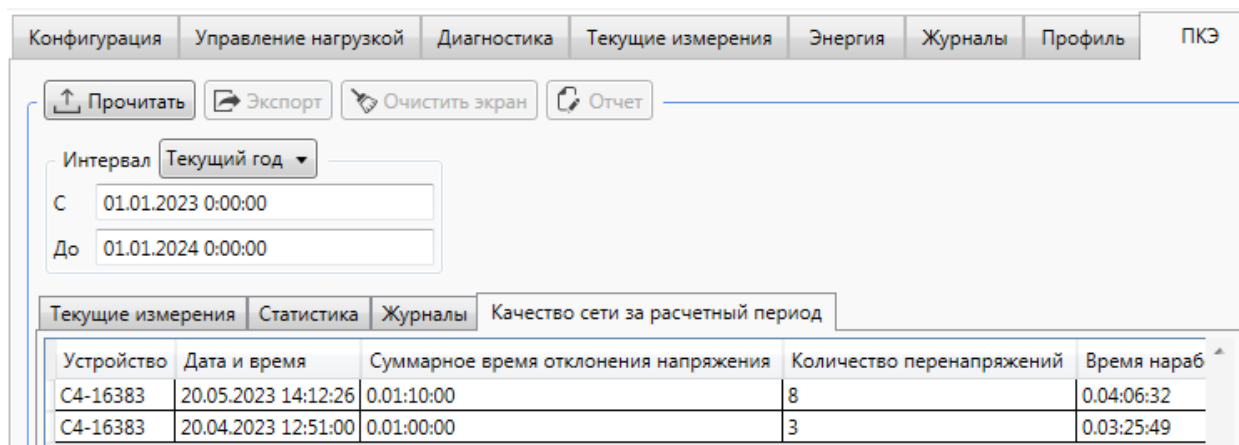 Конфигурация Управление нагрузкой Диагностика Текущие измерения Энергия Журналы Профиль ПКЭ
Прочитать Экспорт Очистить экран Отчет
Интервал Текущий год
С 01.01.2023 0:00:00
До 01.01.2024 0:00:00
Текущие измерения Статистика Журналы Качество сети за расчетный период
Устройство Дата и время Суммарное время отклонения напряжения Количество перенапряжений Время нараб
C4-16383 20.05.2023 14:12:26 0.01:10:00 8 0.04:06:32
C4-16383 20.04.2023 12:51:00 0.01:00:00 3 0.03:25:49